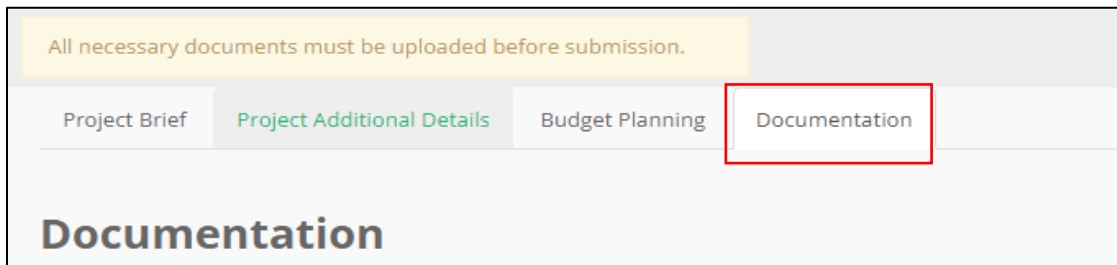 All necessary documents must be uploaded before submission.
Project Brief Project Additional Details Budget Planning Documentation
Documentation